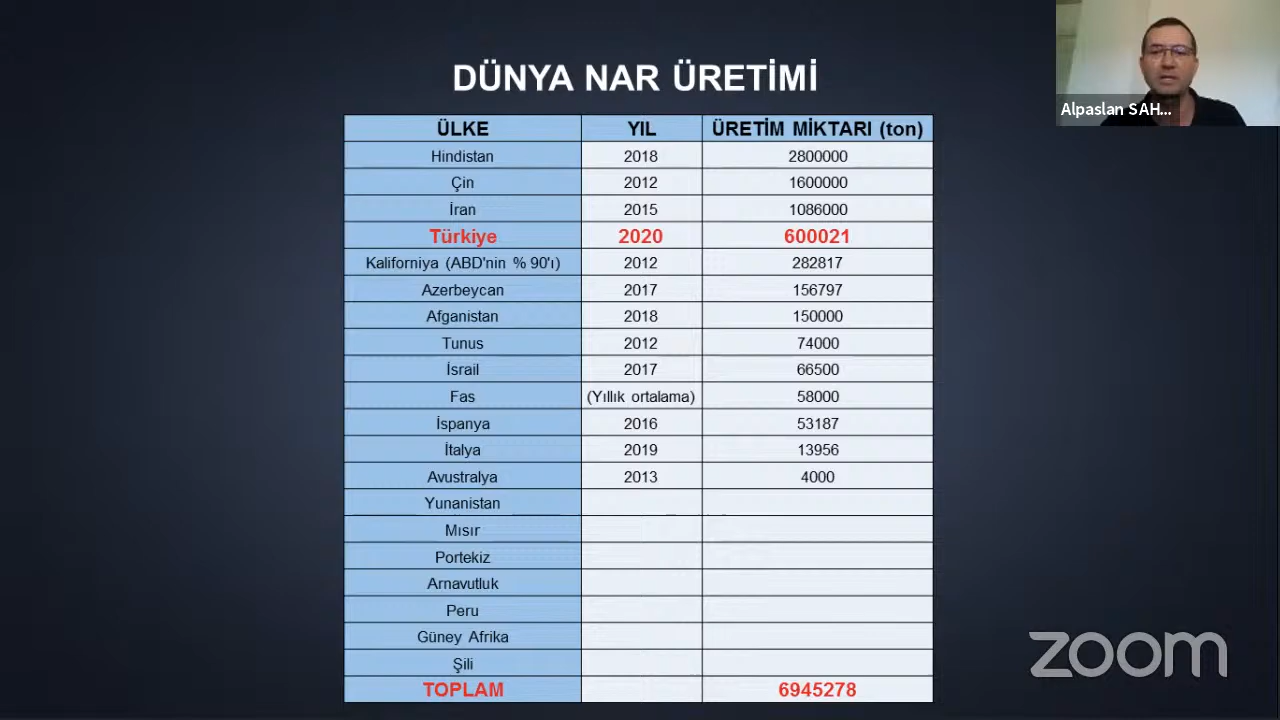 DÜNYA NAR ÜRETİMİ
Alpaslan SAH...
ÜLKE YIL ÜRETİM MİKTARI (ton)
Hindistan 2018 2800000
Çin 2012 1600000
İran 2015 1086000
Türkiye 2020 600021
Kaliforniya (ABD'nin % 90'ı) 2012 282817
Azerbeycan 2017 156797
Afganistan 2018 150000
Tunus 2012 74000
İsrail 2017 66500
Fas (Yıllık ortalama) 58000
İspanya 2016 53187
İtalya 2019 13956
Avustralya 2013 4000
Yunanistan
Mısır
Portekiz
Arnavutluk
Peru
Güney Afrika
Şili
TOPLAM 6945278
zoom